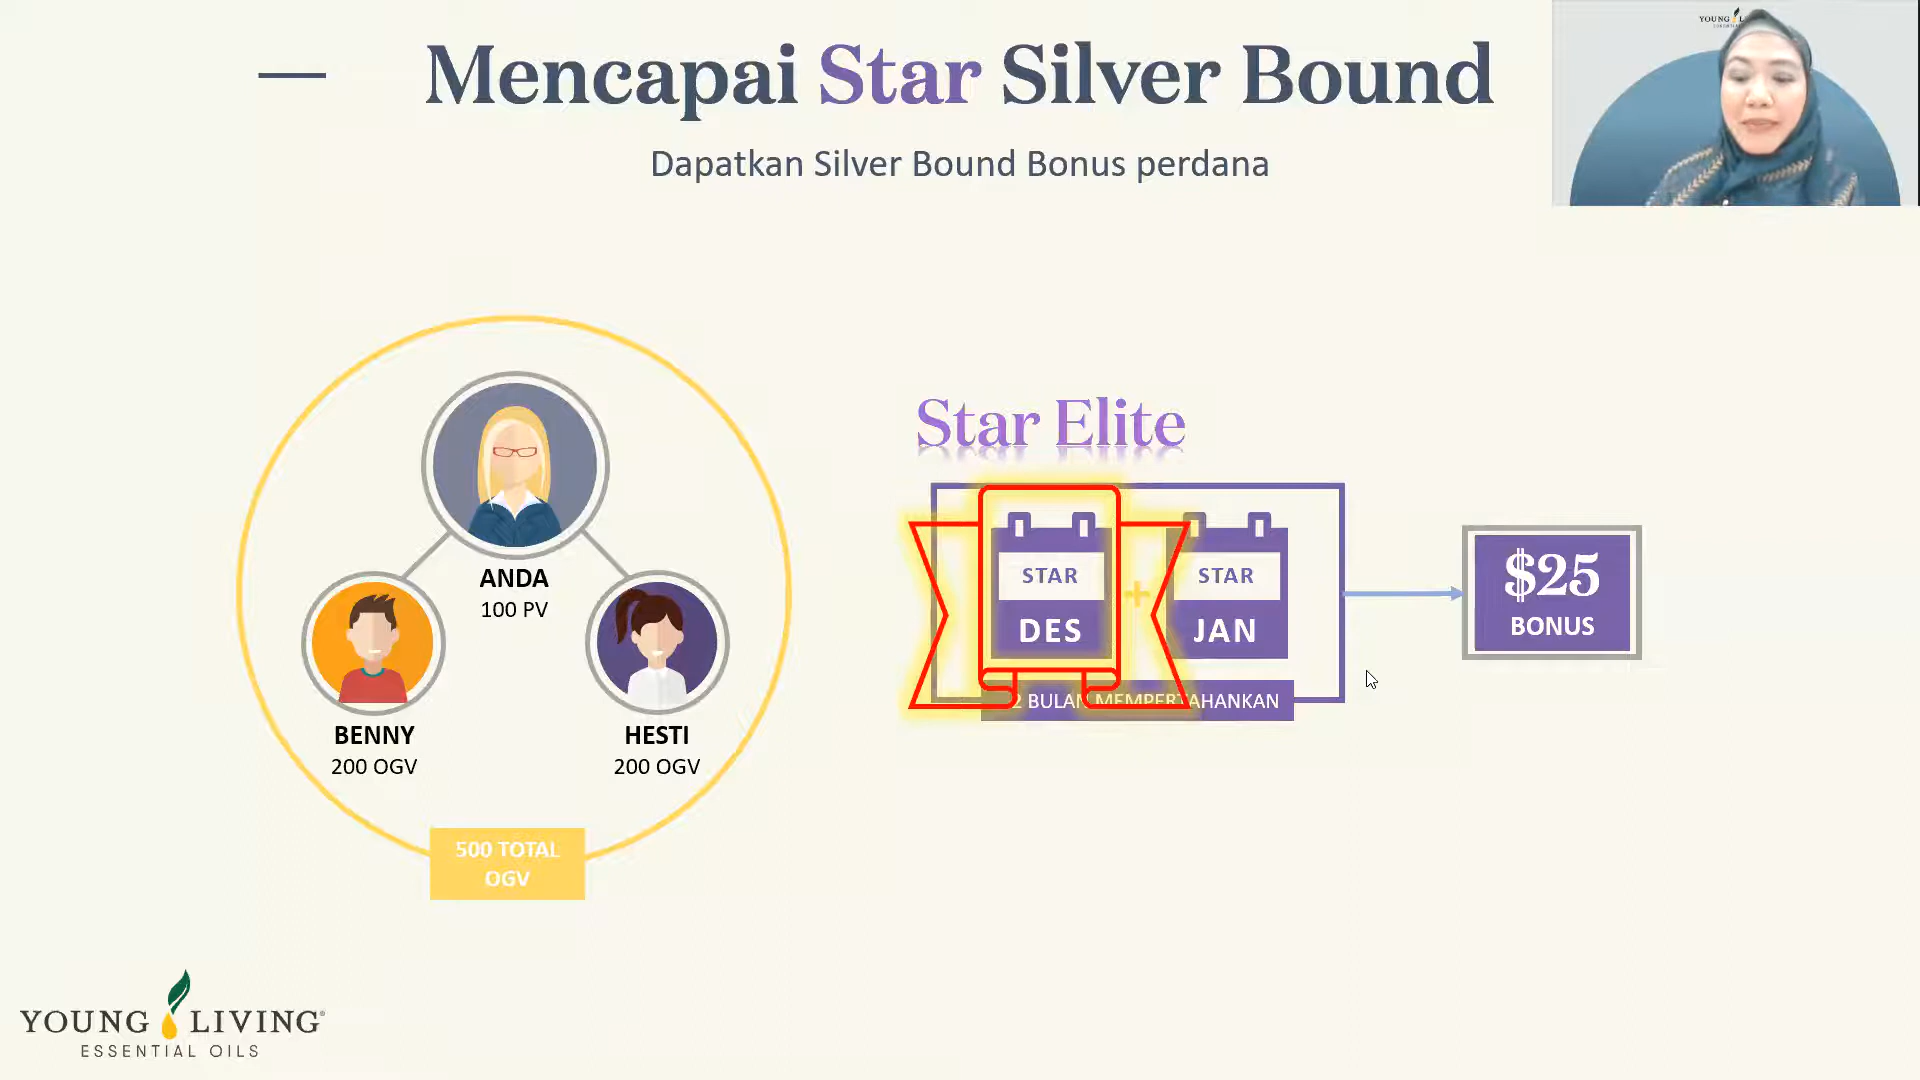 Mencapai Star Silver Bound
Dapatkan Silver Bound Bonus perdana
YOUNG
ANDA
100 PV
BENNY
200 OGV
HESTI
200 OGV
500 TOTAL
OGV
Star Elite
STAR
DES
+
STAR
JAN
2 BULAN MEMPERTAHANKAN
$25
BONUS
YOUNG LIVING
ESSENTIAL OILS